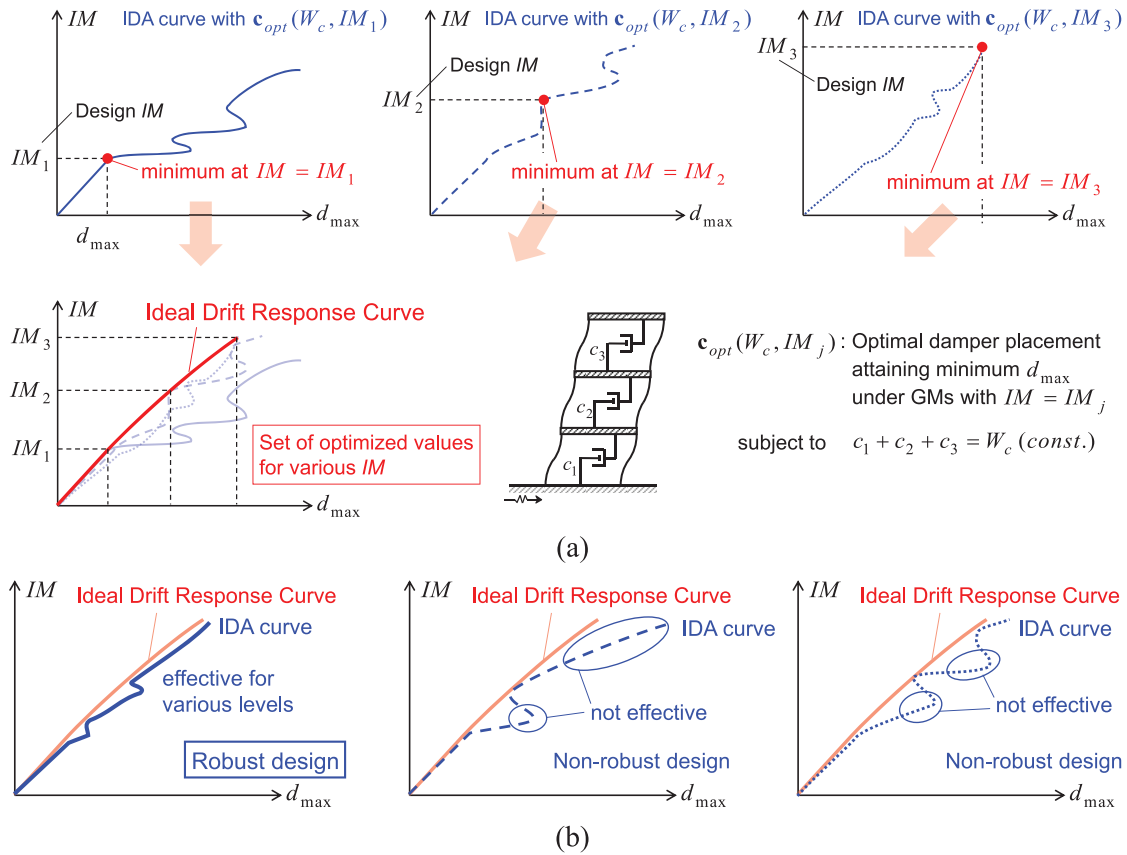 IM
IDA curve with c_opt(W_c, IM_1)
Design IM
IM_1
minimum at IM = IM_1
d_max
d_max
IM
IDA curve with c_opt(W_c, IM_2)
Design IM
IM_2
minimum at IM = IM_2
d_max
IM
IDA curve with c_opt(W_c, IM_3)
IM_3
Design IM
minimum at IM = IM_3
d_max
IM
Ideal Drift Response Curve
IM_3
IM_2
IM_1
Set of optimized values
for various IM
d_max
c_3
c_2
c_1
c_opt(W_c, IM_j) : Optimal damper placement
attaining minimum d_max
under GMs with IM = IM_j
subject to c_1 + c_2 + c_3 = W_c (const.)
(a)
IM
Ideal Drift Response Curve
IDA curve
effective for
various levels
Robust design
d_max
IM
Ideal Drift Response Curve
IDA curve
not effective
Non-robust design
d_max
IM
Ideal Drift Response Curve
IDA curve
not effective
Non-robust design
d_max
(b)